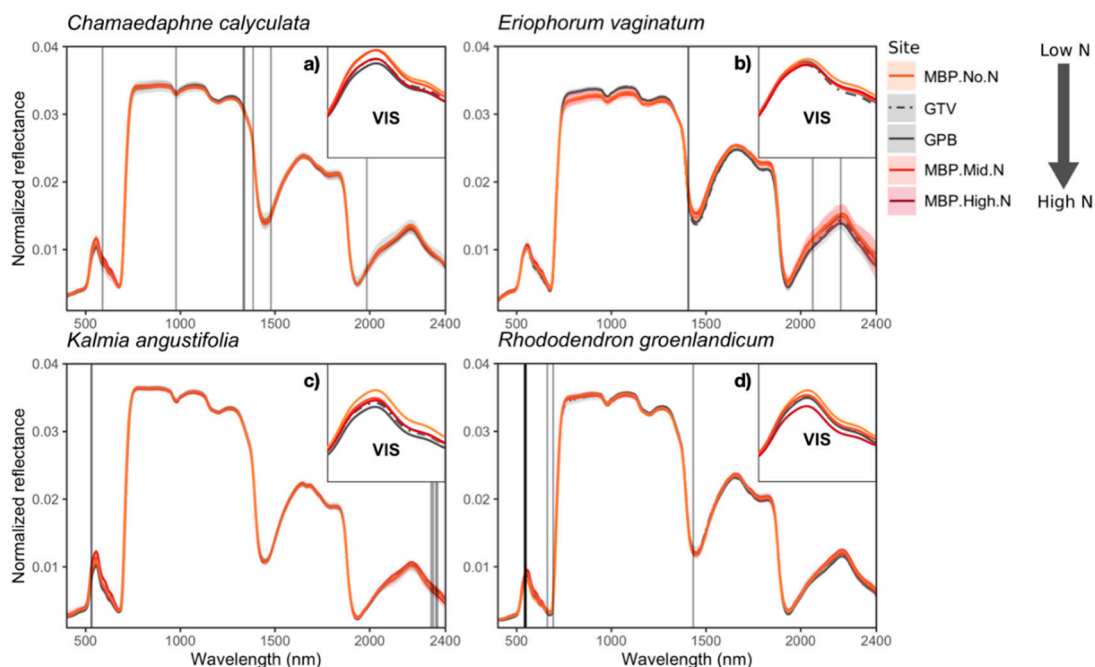 Chamaedaphne calyculata
Eriophorum vaginatum
0.04
0.03
0.02
0.01
Normalized reflectance
a)
VIS
500
1000
1500
2000
2400
b)
VIS
500
1000
1500
2000
2400
0.04
0.03
0.02
0.01
Site
MBP.No.N
GTV
GPB
MBP.Mid.N
MBP.High.N
Low N
High N
Kalmia angustifolia
Rhododendron groenlandicum
0.04
0.03
0.02
0.01
Normalized reflectance
c)
VIS
500
1000
1500
2000
2400
Wavelength (nm)
0.04
0.03
0.02
0.01
d)
VIS
500
1000
1500
2000
2400
Wavelength (nm)